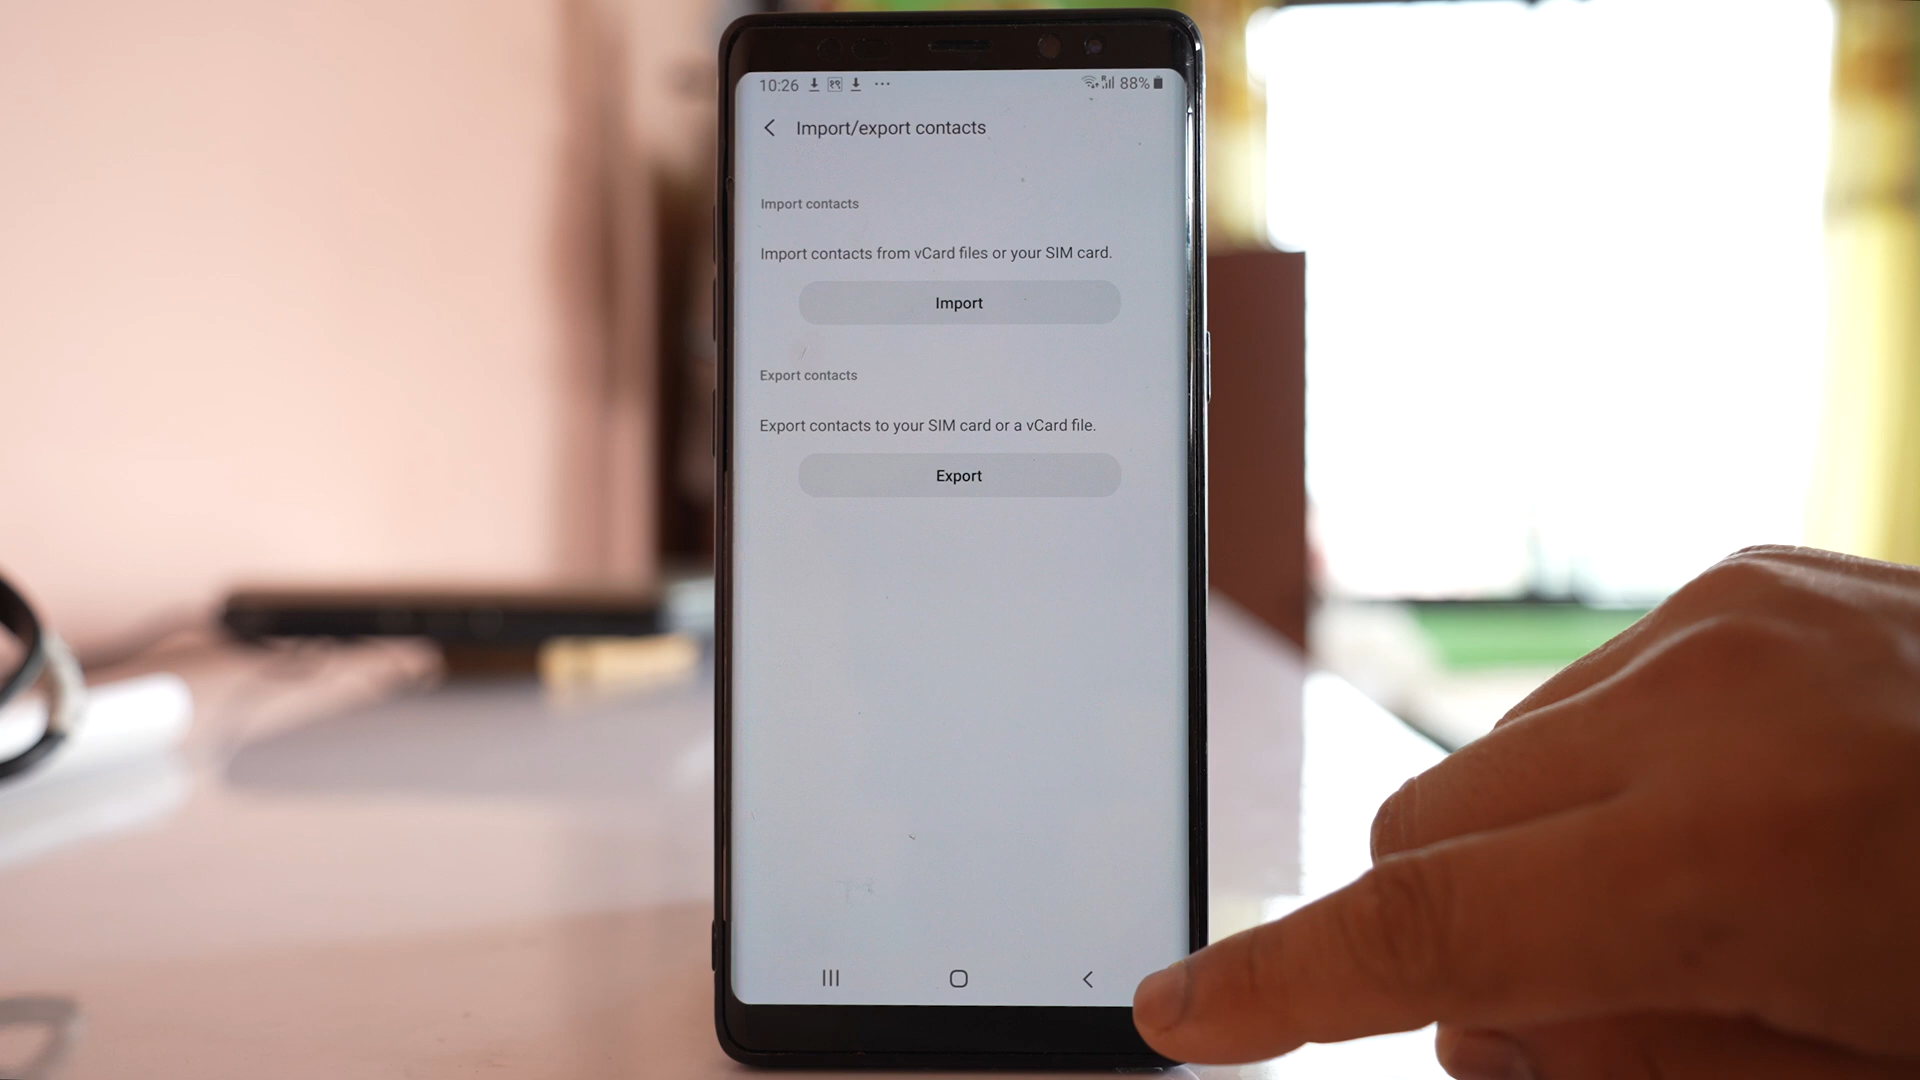 10:26 १९ R 88%
Import/export contacts
Import contacts
Import contacts from vCard files or your SIM card.
Import
Export contacts
Export contacts to your SIM card or a vCard file.
Export